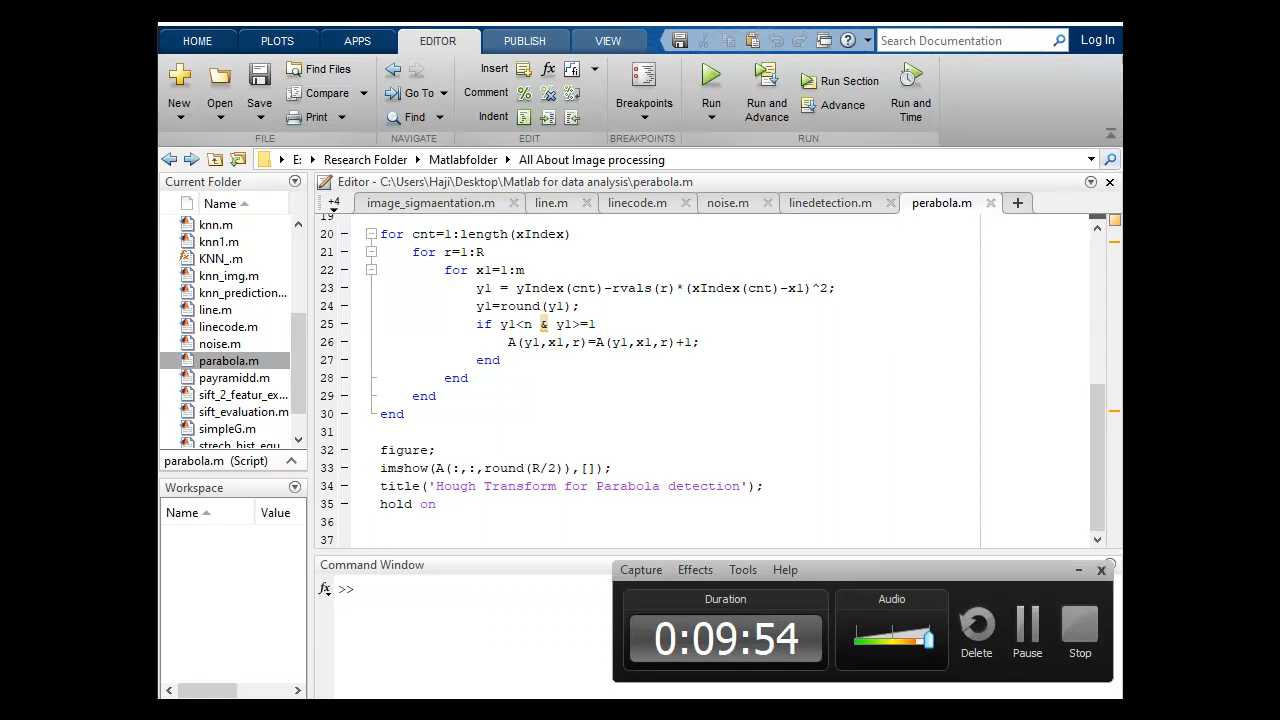 HOME PLOTS APPS EDITOR PUBLISH VIEW Search Documentation Log In
New Open Save Find Files Compare Print
FILE
Go To Find
NAVIGATE
Insert fx
Comment
Indent
EDIT
Breakpoints
BREAKPOINTS
Run Run and Advance Run Section Advance Run and Time
RUN
E: Research Folder Matlabfolder All About Image processing
Current Folder
Name
knn.m
knn1.m
KNN_.m
knn_img.m
knn_prediction...
line.m
linecode.m
noise.m
parabola.m
payramidd.m
sift_2_featur_ex...
sift_evaluation.m
simpleG.m
strech_hist_equ
parabola.m (Script)
Workspace
Name Value
Editor - C:\Users\Haji\Desktop\Matlab for data analysis\perabola.m
+4 image_sigmaentation.m line.m linecode.m noise.m linedetection.m perabola.m
19
20 for cnt=1:length(xIndex)
21 for r=1:R
22 for x1=1:m
23 y1 = yIndex(cnt)-rvals(r)*(xIndex(cnt)-x1)^2;
24 y1=round(y1);
25 if y1<n & y1>=1
26 A(y1,x1,r)=A(y1,x1,r)+1;
27 end
28 end
29 end
30 end
31
32 figure;
33 imshow(A(:,:,round(R/2)),[]);
34 title('Hough Transform for Parabola detection');
35 hold on
36
37
Command Window
fx >>
Capture Effects Tools Help
Duration
0:09:54
Audio
Delete Pause Stop